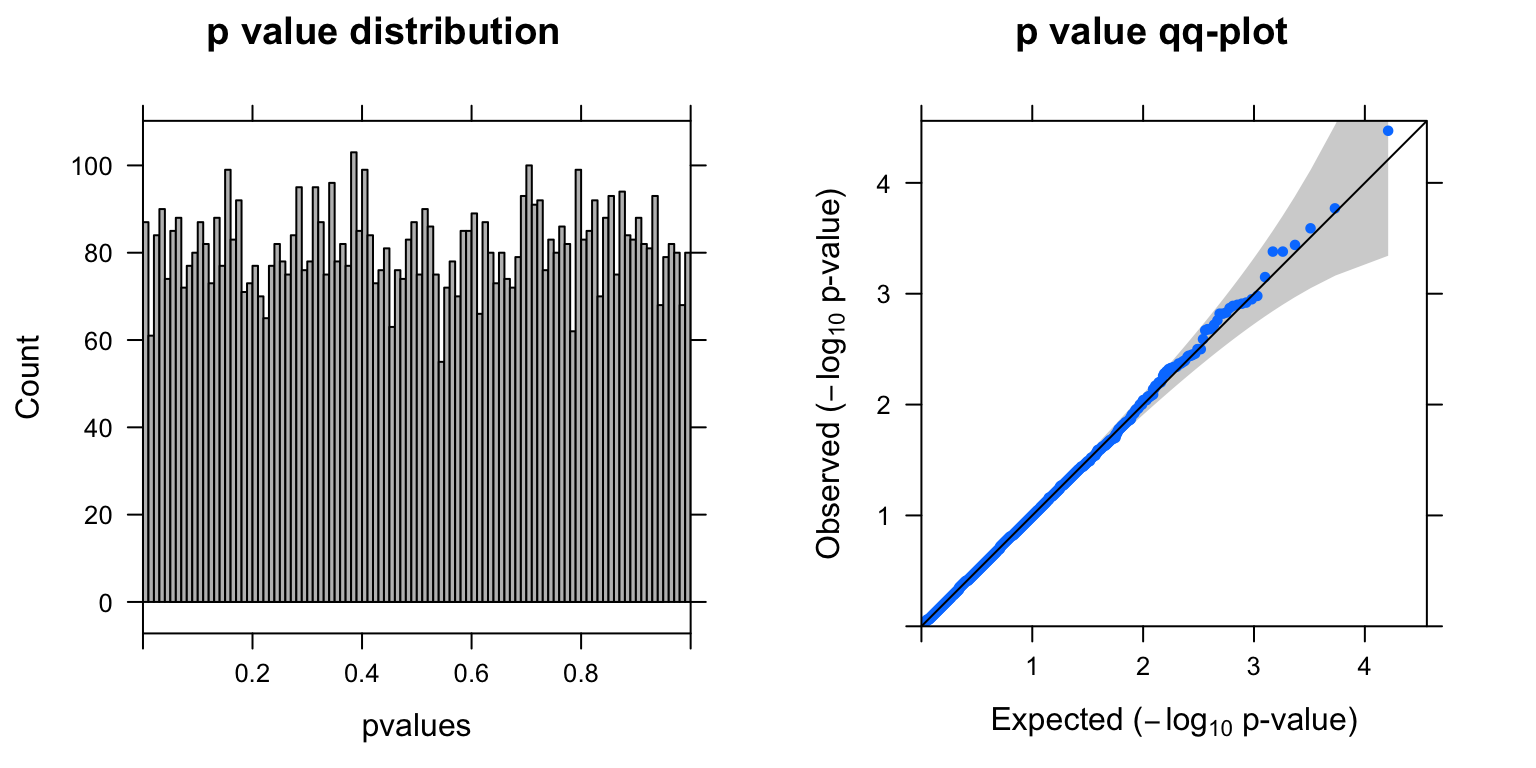 p value distribution
100
80
60
40
20
0
Count
0.2 0.4 0.6 0.8
pvalues
p value qq-plot
4
3
2
1
Observed (−log10 p-value)
1 2 3 4
Expected (−log10 p-value)